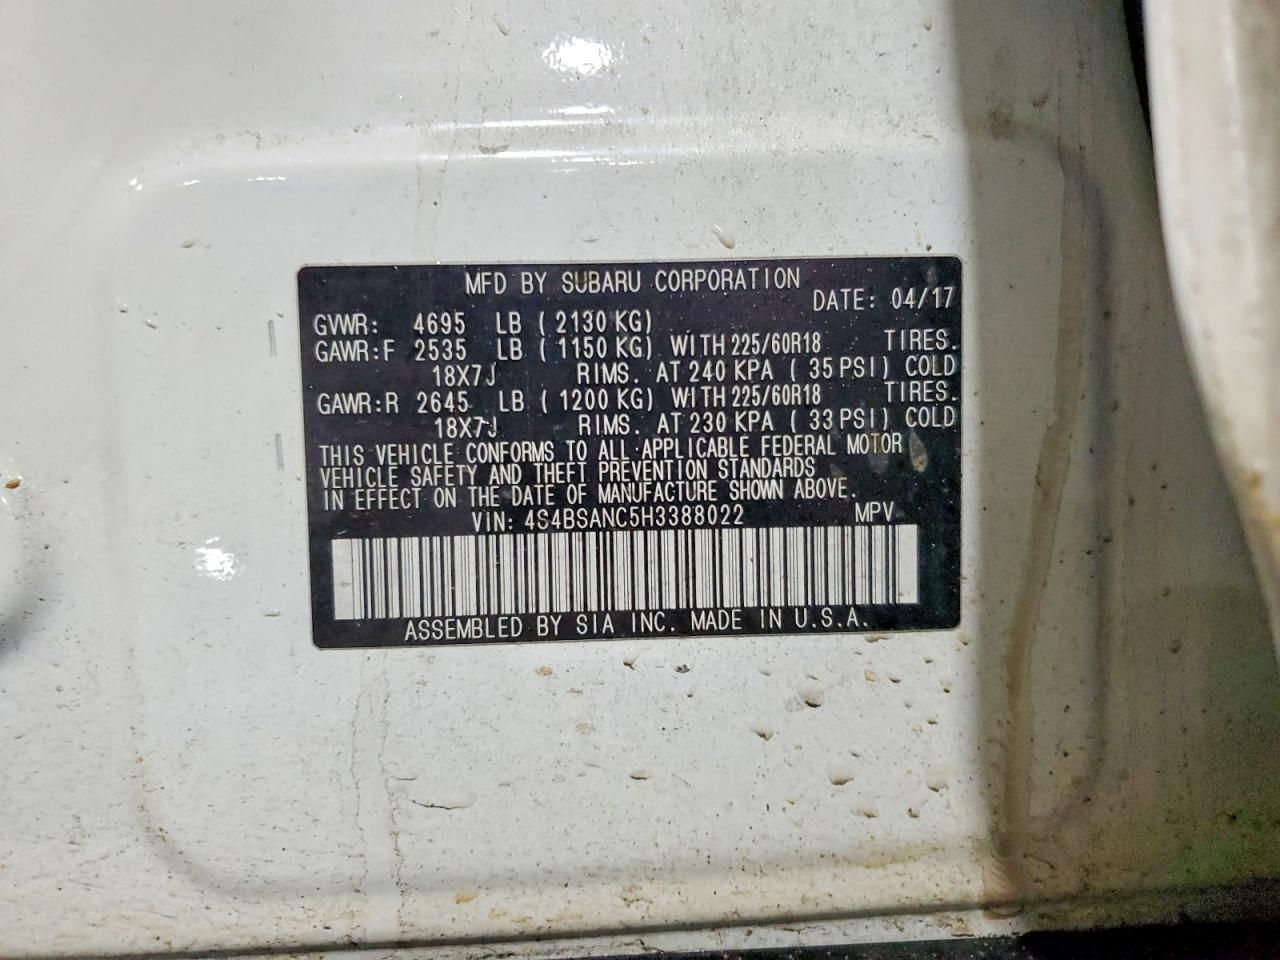 MFD BY SUBARU CORPORATION
DATE: 04/17
GVWR: 4695 LB ( 2130 KG)
GAWR:F 2535 LB ( 1150 KG) WITH 225/60R18 TIRES.
18X7J RIMS. AT 240 KPA ( 35 PSI) COLD
GAWR:R 2645 LB ( 1200 KG) WITH 225/60R18 TIRES.
18X7J RIMS. AT 230 KPA ( 33 PSI) COLD
THIS VEHICLE CONFORMS TO ALL APPLICABLE FEDERAL MOTOR
VEHICLE SAFETY AND THEFT PREVENTION STANDARDS
IN EFFECT ON THE DATE OF MANUFACTURE SHOWN ABOVE.
VIN: 4S4BSANC5H3388022 MPV
ASSEMBLED BY SIA INC. MADE IN U.S.A.